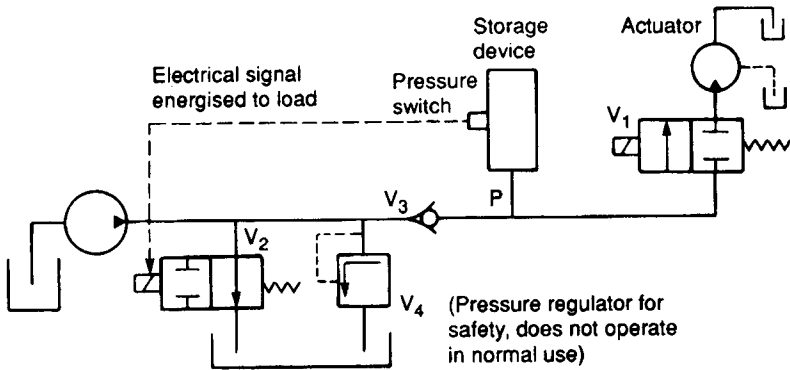 Storage
device
Actuator
Electrical signal
energised to load
Pressure
switch
V1
V3
P
V2
V4
(Pressure regulator for
safety, does not operate
in normal use)